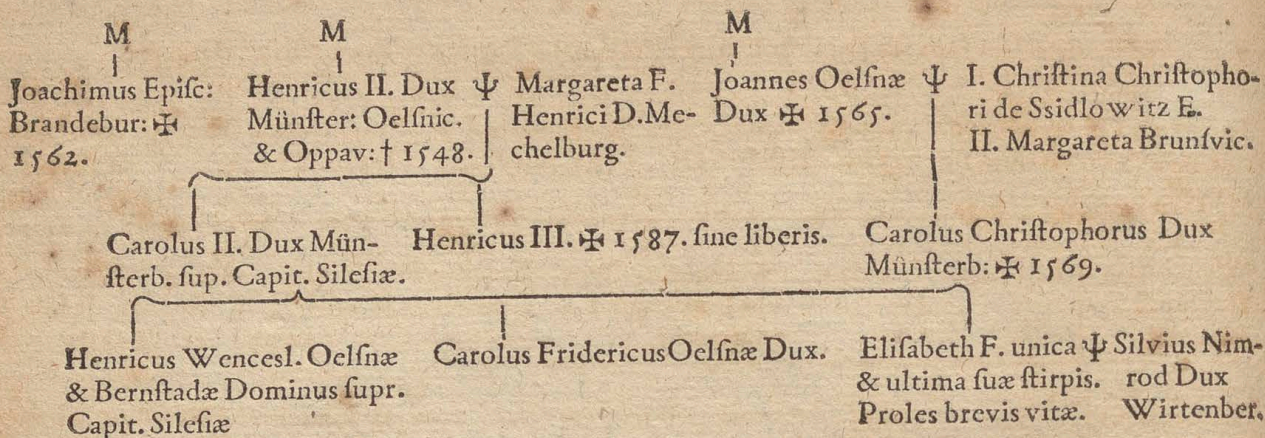 M
Joachimus Epiſc:
Brandebur: ✠
1562.
M
Henricus II. Dux Ψ
Münſter: Oelſnic.
& Oppav: † 1548.
Margareta F.
Henrici D. Me-
chelburg.
M
Joannes Oelſnæ Ψ
Dux ✠ 1565.
I. Chriſtina Chriſtopho-
ri de Ssidlowitz F.
II. Margareta Brunſvic.
Carolus II. Dux Mün-
ſterb. ſup. Capit. Sileſiæ.
Henricus III. ✠ 1587. ſine liberis.
Carolus Chriſtophorus Dux
Münſterb: ✠ 1569.
Henricus Wencesl. Oelſnæ
& Bernſtadæ Dominus ſupr.
Capit. Sileſiæ
Carolus Fridericus Oelſnæ Dux.
Eliſabeth F. unica Ψ
& ultima ſuæ ſtirpis.
Proles brevis vitæ.
Silvius Nim-
rod Dux
Wirtenber.